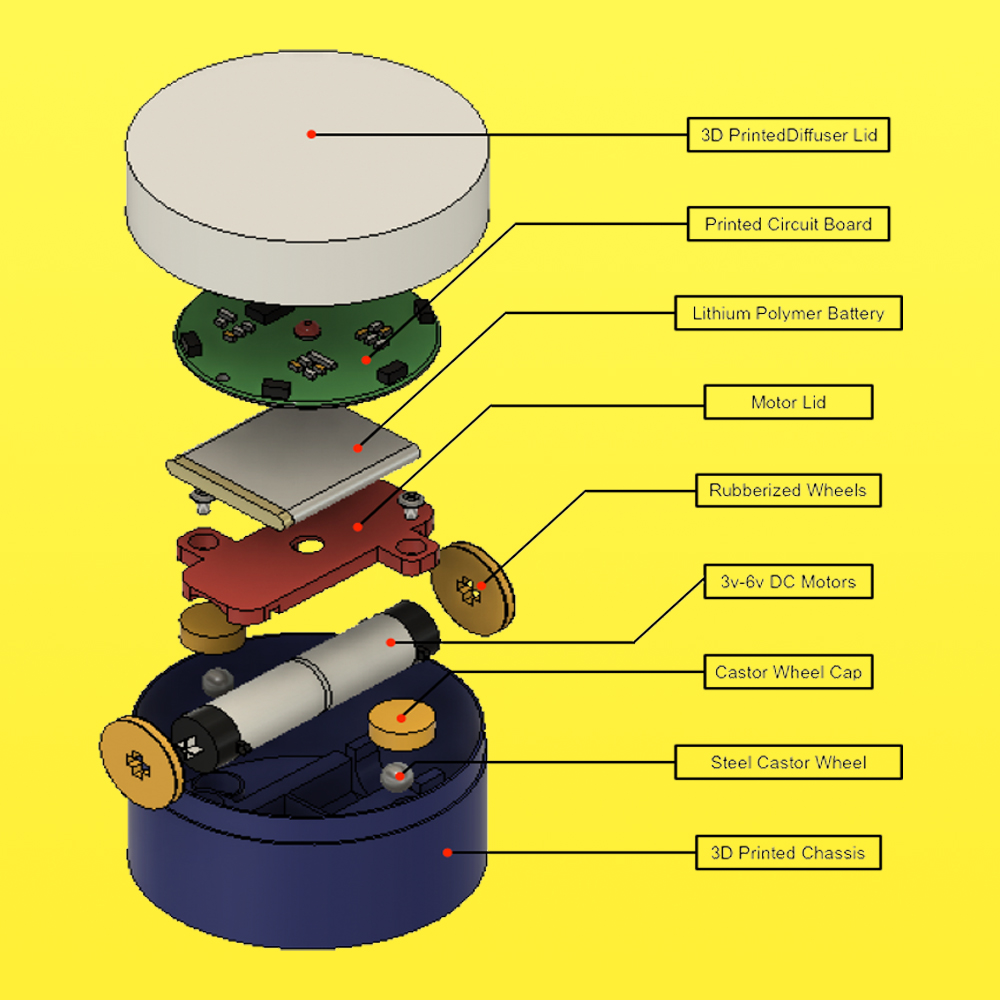 3D PrintedDiffuser Lid
Printed Circuit Board
Lithium Polymer Battery
Motor Lid
Rubberized Wheels
3v-6v DC Motors
Castor Wheel Cap
Steel Castor Wheel
3D Printed Chassis